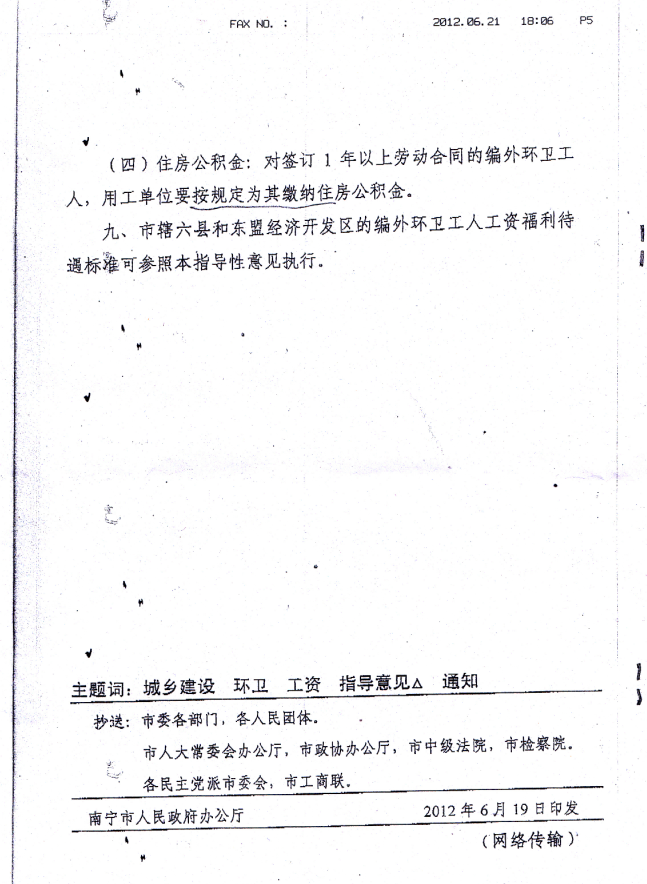 FAX NO. : 2012.06.21 18:06 P5
（四）住房公积金：对签订 1 年以上劳动合同的编外环卫工
人，用工单位要按规定为其缴纳住房公积金。
九、市辖六县和东盟经济开发区的编外环卫工人工资福利待
遇标准可参照本指导性意见执行。
主题词：城乡建设 环卫 工资 指导意见△ 通知
抄送：市委各部门，各人民团体。
市人大常委会办公厅，市政协办公厅，市中级法院，市检察院。
各民主党派市委会，市工商联。
南宁市人民政府办公厅 2012 年 6 月 19 日印发
（网络传输）